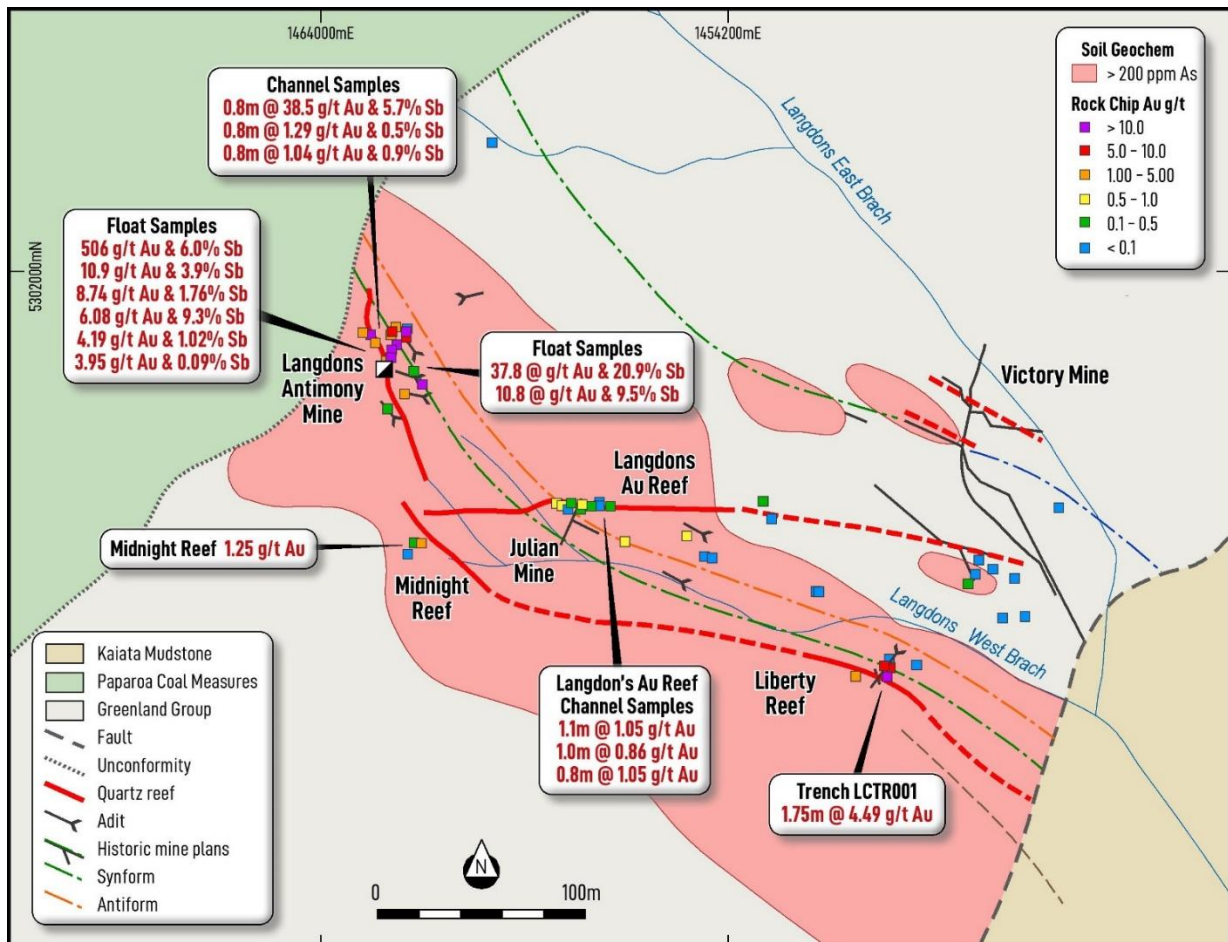 1464000mE
1454200mE
5302000mN
Soil Geochem
> 200 ppm As
Rock Chip Au g/t
> 10.0
5.0 - 10.0
1.00 - 5.00
0.5 - 1.0
0.1 - 0.5
< 0.1
Channel Samples
0.8m @ 38.5 g/t Au & 5.7% Sb
0.8m @ 1.29 g/t Au & 0.5% Sb
0.8m @ 1.04 g/t Au & 0.9% Sb
Langdons East Brach
Float Samples
506 g/t Au & 6.0% Sb
10.9 g/t Au & 3.9% Sb
8.74 g/t Au & 1.76% Sb
6.08 g/t Au & 9.3% Sb
4.19 g/t Au & 1.02% Sb
3.95 g/t Au & 0.09% Sb
Langdons
Antimony
Mine
Float Samples
37.8 @ g/t Au & 20.9% Sb
10.8 @ g/t Au & 9.5% Sb
Victory Mine
Langdons
Au Reef
Julian
Mine
Midnight Reef 1.25 g/t Au
Midnight
Reef
Langdons West Brach
Liberty
Reef
Langdon's Au Reef
Channel Samples
1.1m @ 1.05 g/t Au
1.0m @ 0.86 g/t Au
0.8m @ 1.05 g/t Au
Trench LCTR001
1.75m @ 4.49 g/t Au
Kaiata Mudstone
Paparoa Coal Measures
Greenland Group
Fault
Unconformity
Quartz reef
Adit
Historic mine plans
Synform
Antiform
N
0
100m